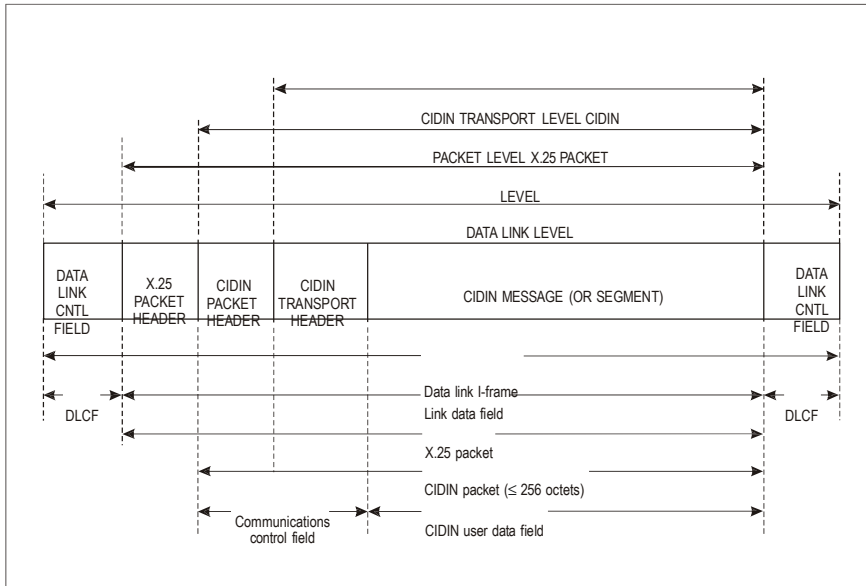 CIDIN TRANSPORT LEVEL CIDIN
PACKET LEVEL X.25 PACKET
LEVEL
DATA LINK LEVEL
DATA
LINK
CNTL
FIELD
X.25
PACKET
HEADER
CIDIN
PACKET
HEADER
CIDIN
TRANSPORT
HEADER
CIDIN MESSAGE (OR SEGMENT)
DATA
LINK
CNTL
FIELD
Data link I-frame
DLCF
Link data field
DLCF
X.25 packet
CIDIN packet (≤ 256 octets)
Communications
control field
CIDIN user data field